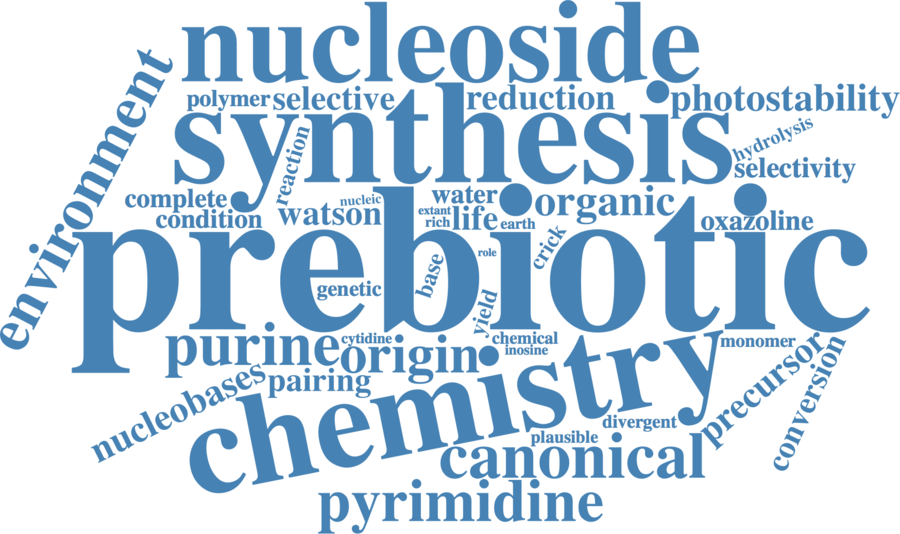 nucleoside
polymer selective reduction photostability
environment
synthesis
hydrolysis
reaction
selectivity
complete nucleic water organic
condition watson extant
rich life earth
oxazoline
crick
prebiotic
role
base
genetic
yield
purine cytidine origin chemical
inosine
monomer
pairing
nucleobases
chemistry
precursor
conversion
divergent
plausible
canonical
pyrimidine